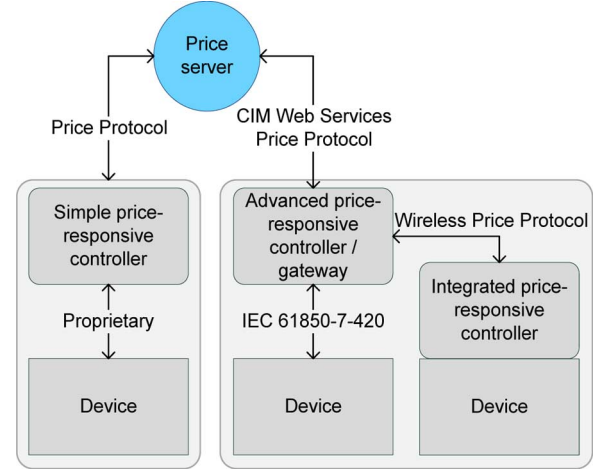 Price
server
Price Protocol
CIM Web Services
Price Protocol
Simple price-
responsive
controller
Advanced price-
responsive
controller /
gateway
Wireless Price Protocol
Integrated price-
responsive
controller
Proprietary
IEC 61850-7-420
Device
Device
Device